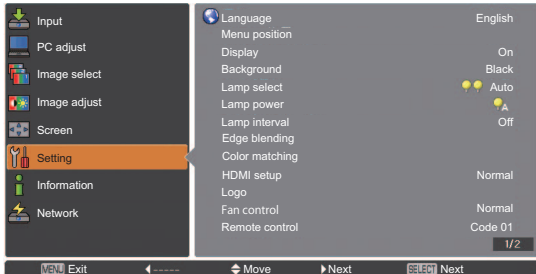 Input
PC adjust
Image select
Image adjust
Screen
Setting
Information
Network
Language English
Menu position
Display On
Background Black
Lamp select Auto
Lamp power A
Lamp interval Off
Edge blending
Color matching
HDMI setup Normal
Logo
Fan control Normal
Remote control Code 01
1/2
MENU Exit ----- Move Next SELECT Next